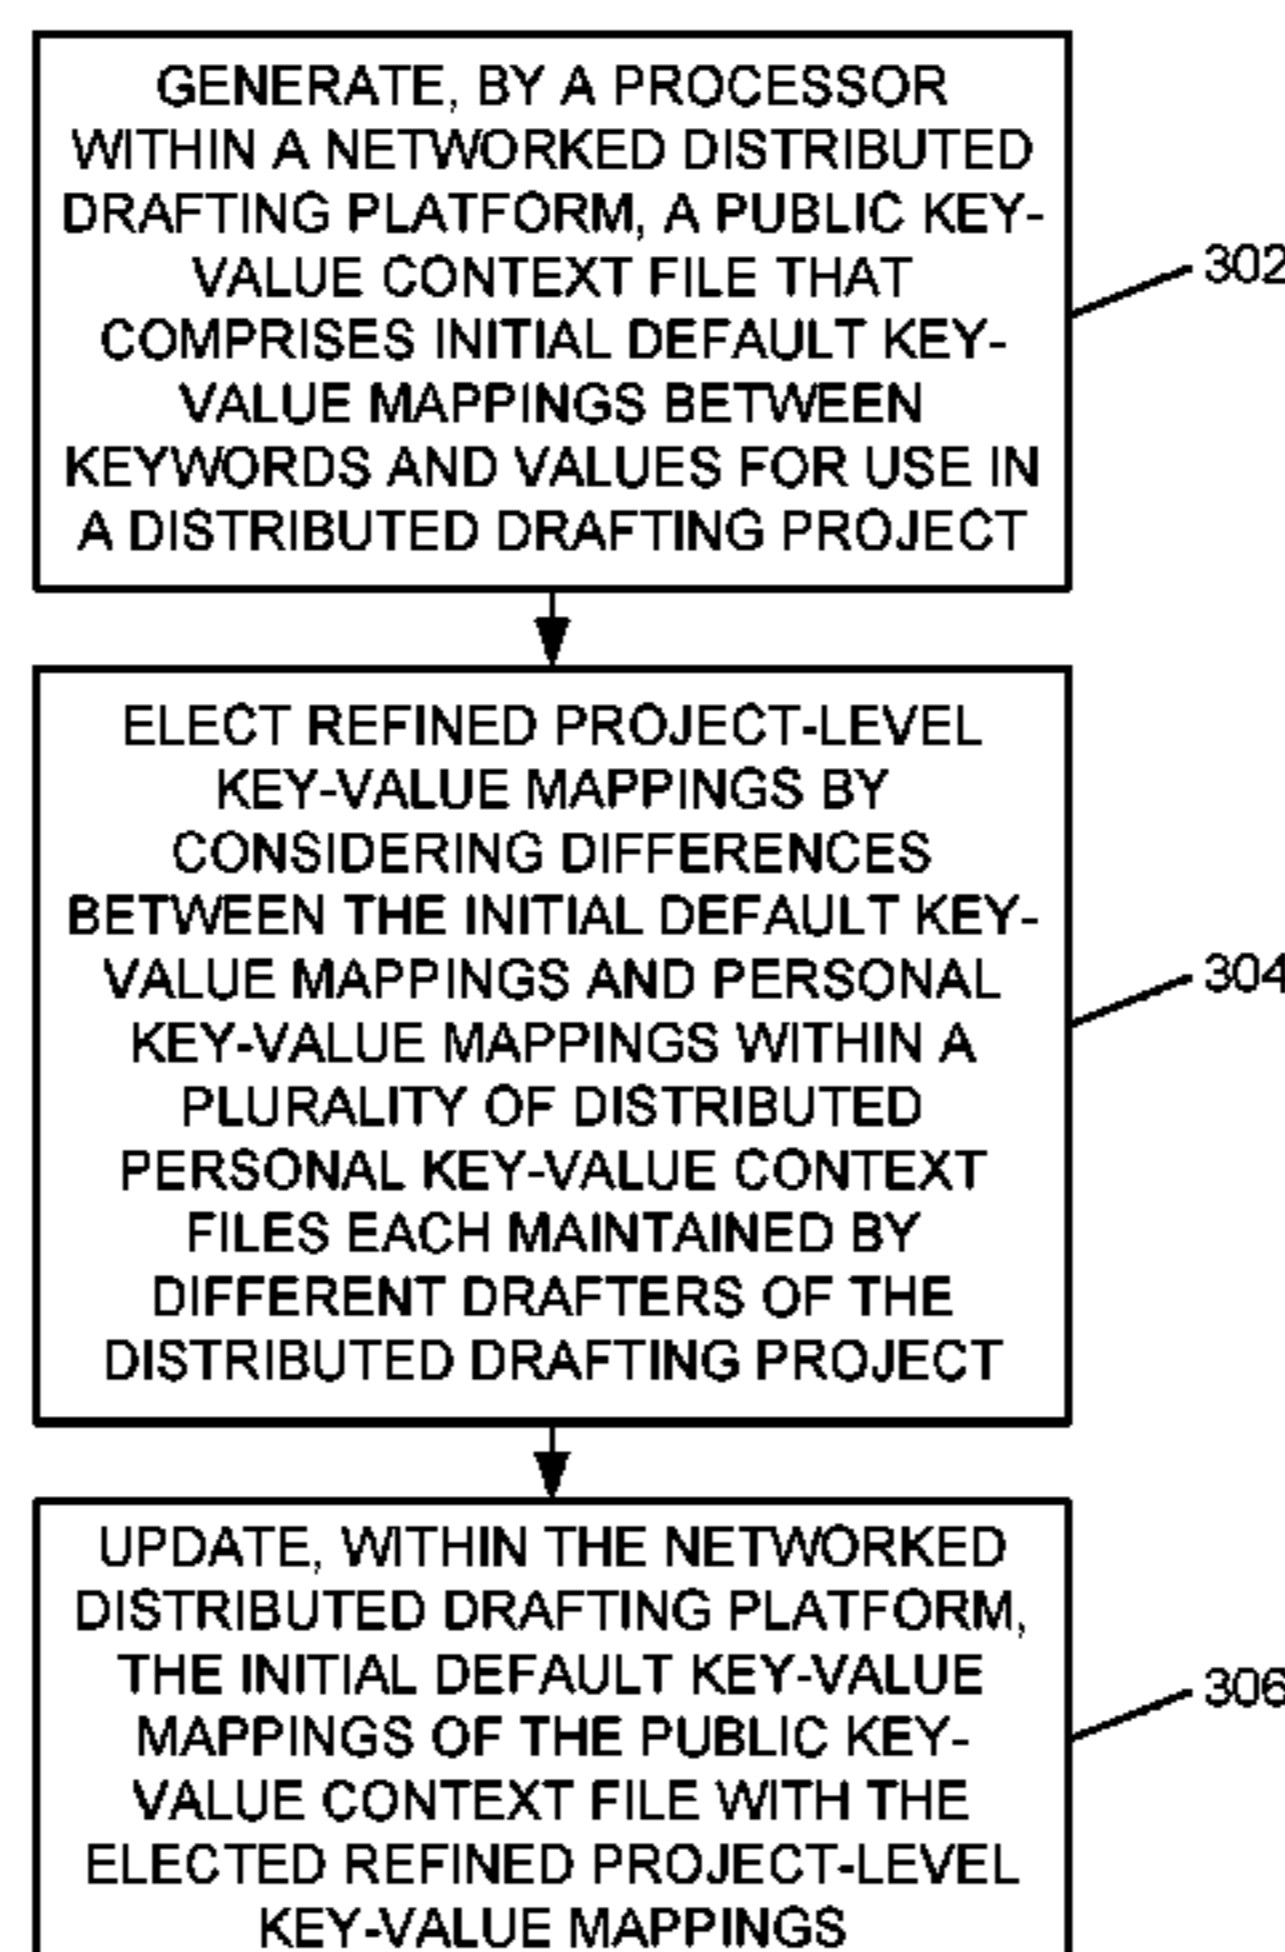 GENERATE, BY A PROCESSOR
WITHIN A NETWORKED DISTRIBUTED
DRAFTING PLATFORM, A PUBLIC KEY-
VALUE CONTEXT FILE THAT
COMPRISES INITIAL DEFAULT KEY-
VALUE MAPPINGS BETWEEN
KEYWORDS AND VALUES FOR USE IN
A DISTRIBUTED DRAFTING PROJECT
302
ELECT REFINED PROJECT-LEVEL
KEY-VALUE MAPPINGS BY
CONSIDERING DIFFERENCES
BETWEEN THE INITIAL DEFAULT KEY-
VALUE MAPPINGS AND PERSONAL
KEY-VALUE MAPPINGS WITHIN A
PLURALITY OF DISTRIBUTED
PERSONAL KEY-VALUE CONTEXT
FILES EACH MAINTAINED BY
DIFFERENT DRAFTERS OF THE
DISTRIBUTED DRAFTING PROJECT
304
UPDATE, WITHIN THE NETWORKED
DISTRIBUTED DRAFTING PLATFORM,
THE INITIAL DEFAULT KEY-VALUE
MAPPINGS OF THE PUBLIC KEY-
VALUE CONTEXT FILE WITH THE
ELECTED REFINED PROJECT-LEVEL
KEY-VALUE MAPPINGS
306